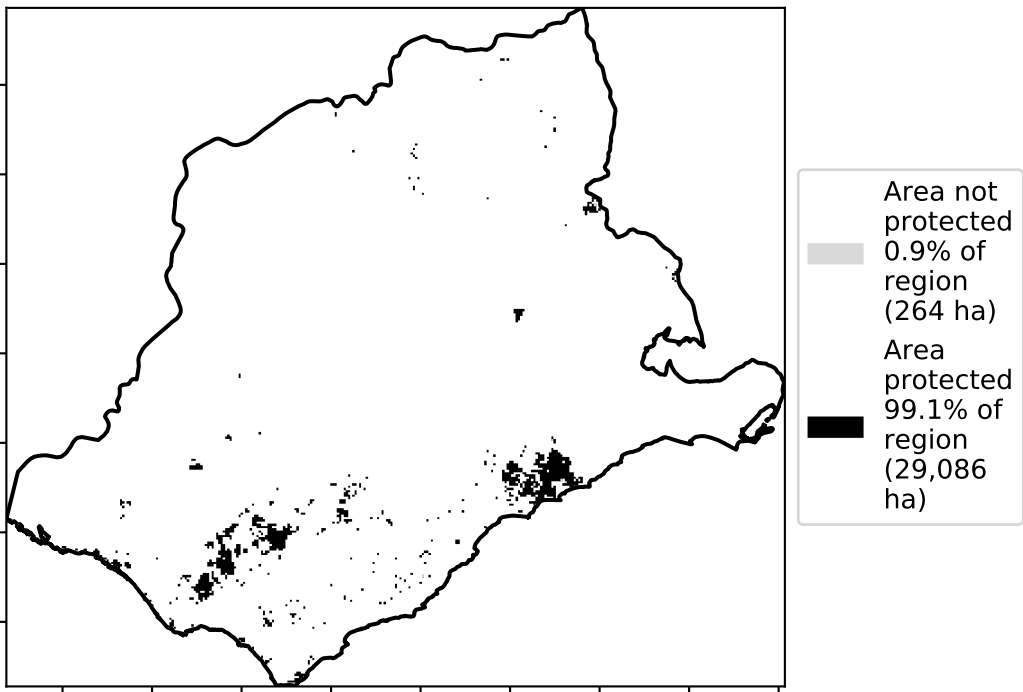 Area not
protected
0.9% of
region
(264 ha)
Area
protected
99.1% of
region
(29,086
ha)